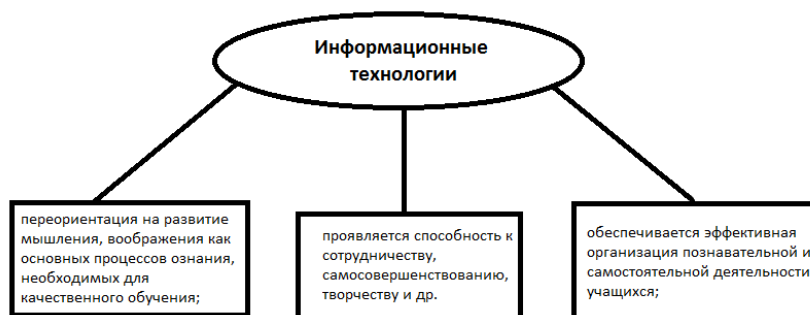 Информационные
технологии
переориентация на развитие
мышления, воображения как
основных процессов ознания,
необходимых для
качественного обучения;
проявляется способность к
сотрудничеству,
самосовершенствованию,
творчеству и др.
обеспечивается эффективная
организация познавательной и
самостоятельной деятельности
учащихся;